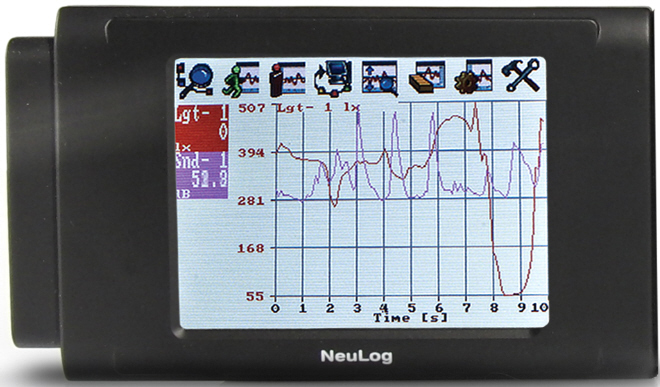 Lgt- 1
0
lx
Snd- 1
51.8
dB
507 Lgt- 1 lx
394
281
168
55
0 1 2 3 4 5 6 7 8 9 10
Time [s]
NeuLog